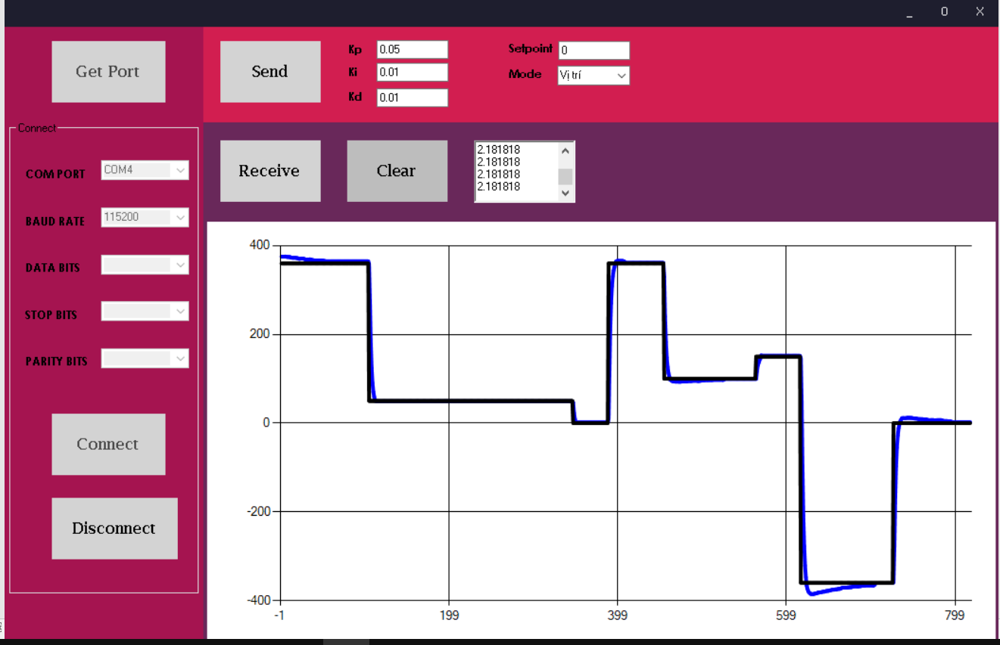 _ O X
Get Port
Send
Kp 0.05
Ki 0.01
Kd 0.01
Setpoint 0
Mode Vị trí
Connect
COM PORT COM4
BAUD RATE 115200
DATA BITS
STOP BITS
PARITY BITS
Connect
Disconnect
Receive
Clear
2.181818
2.181818
2.181818
2.181818
400
200
0
-200
-400
-1 199 399 599 799